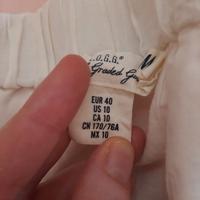 L.O.G.G.®
Graded G
M
EUR 40
US 10
CA 10
CN 170/76A
MX 10